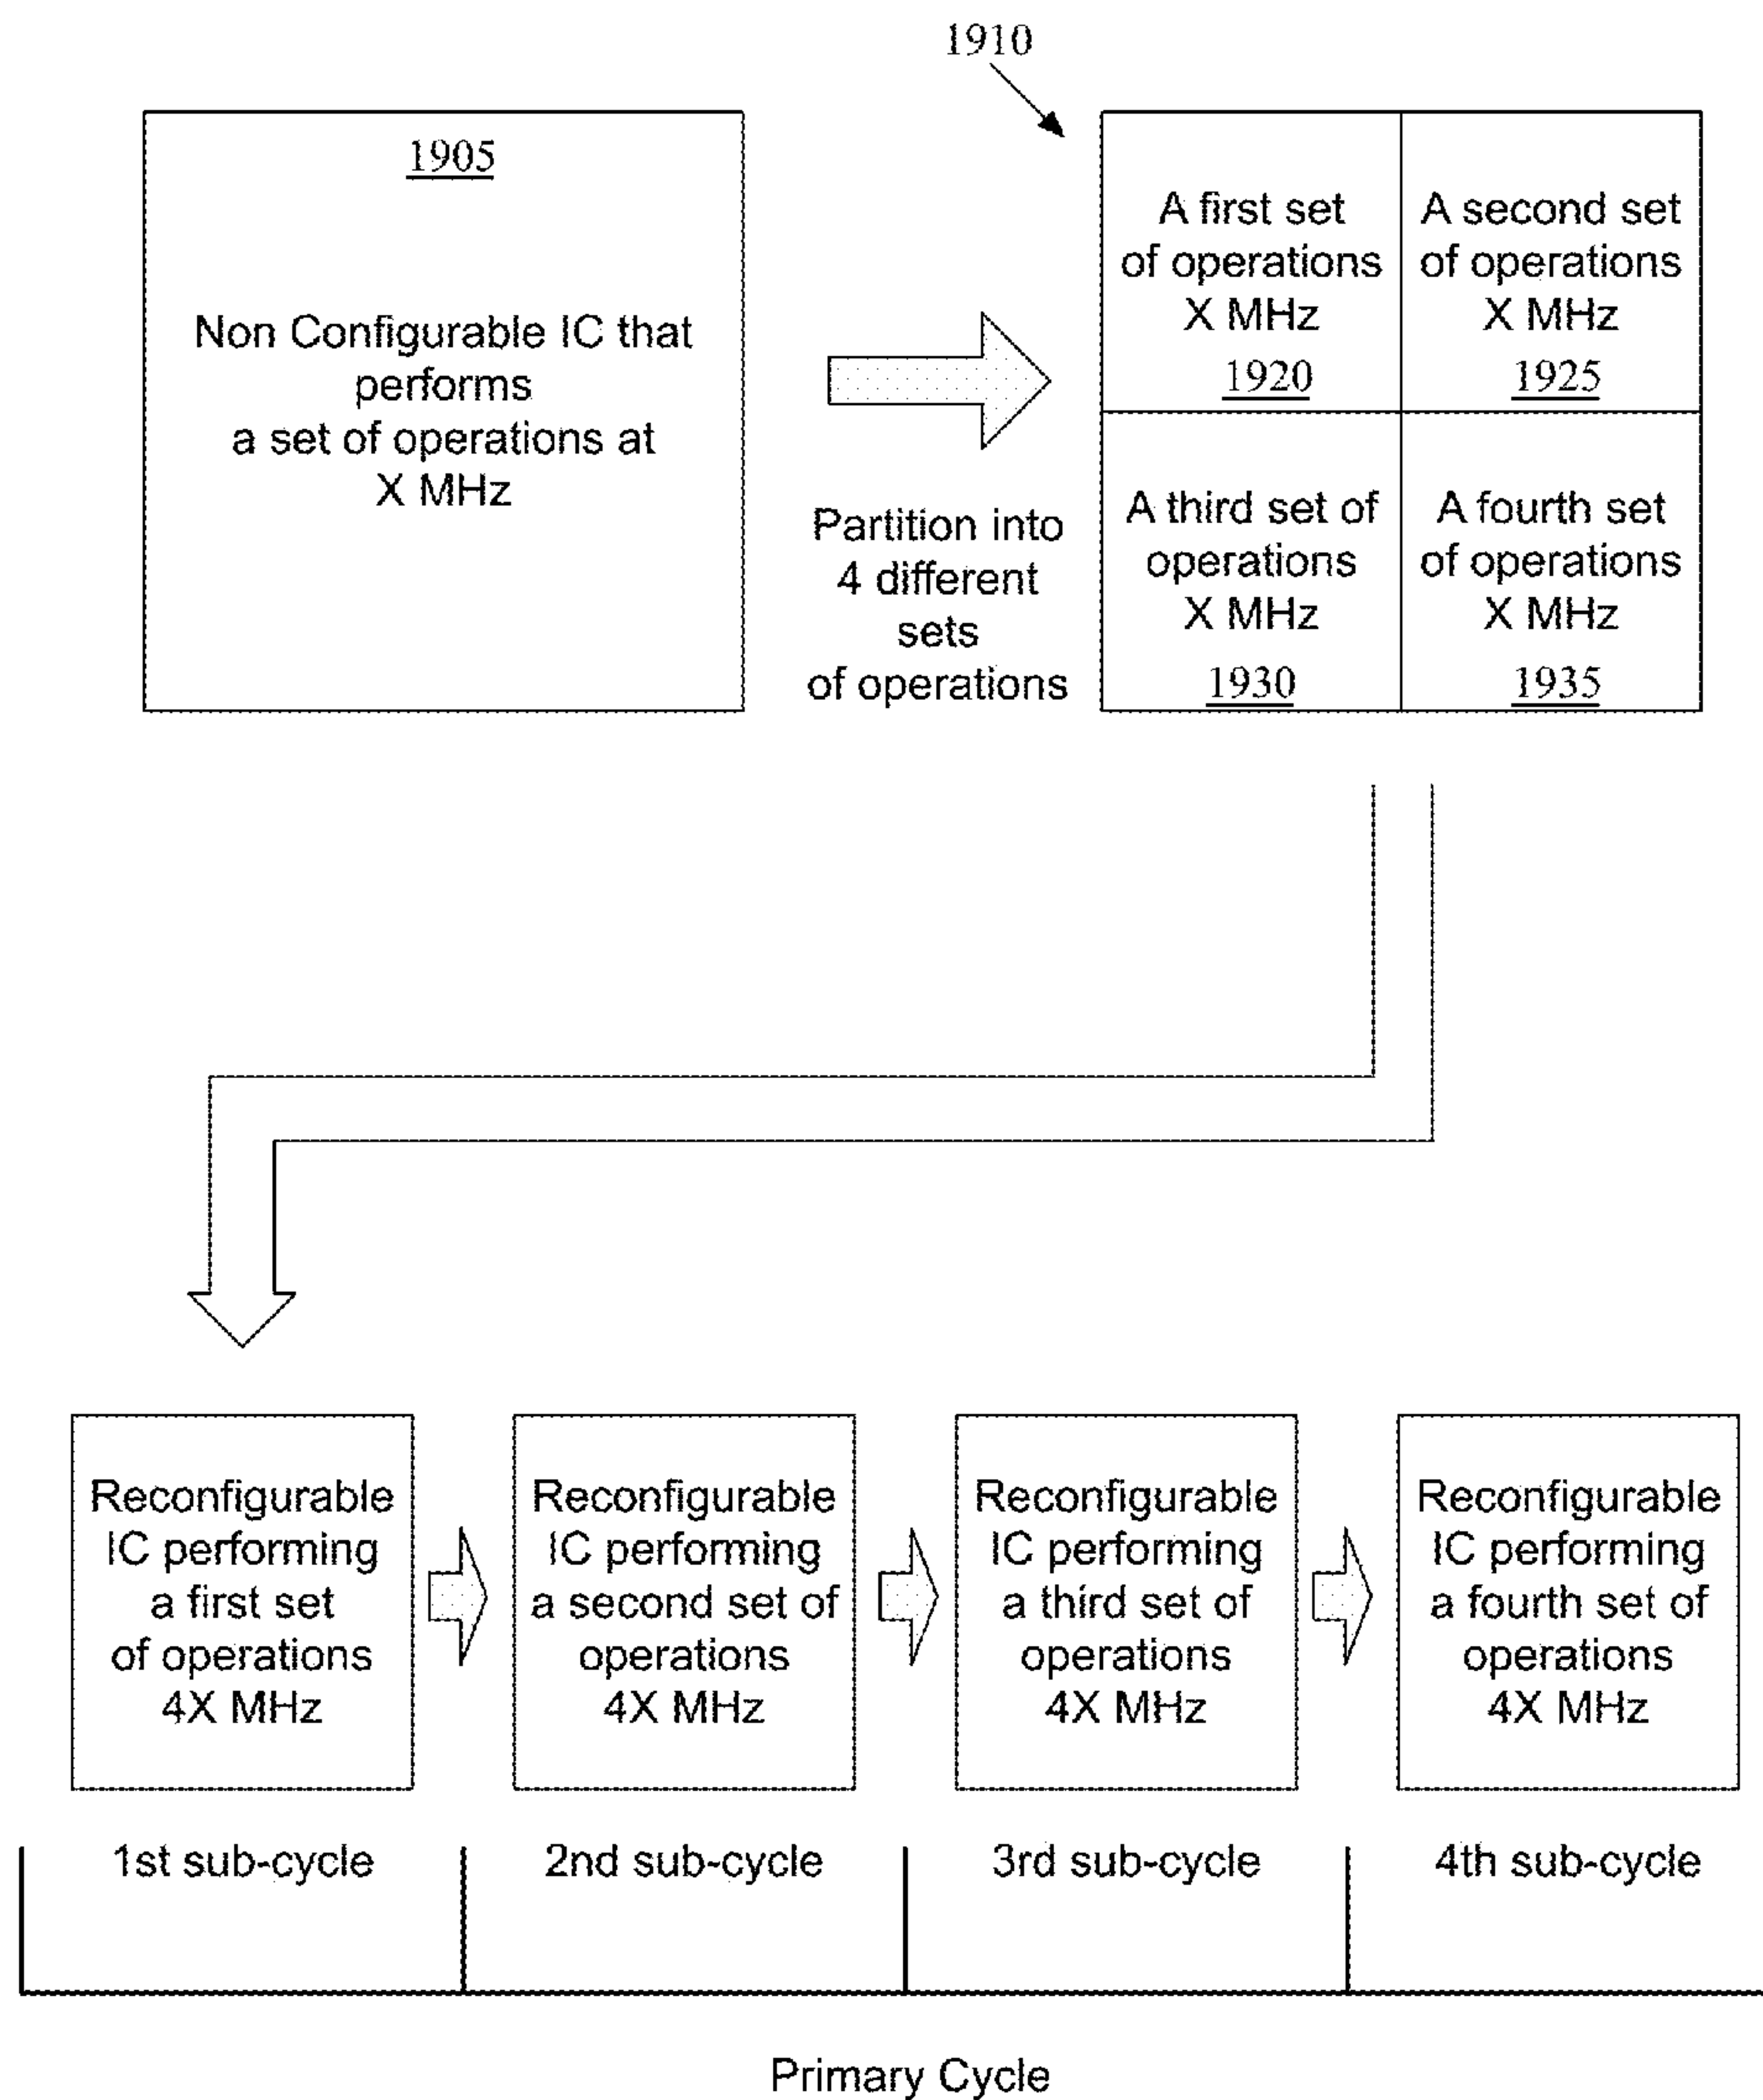 1910
1905
Non Configurable IC that
performs
a set of operations at
X MHz
Partition into
4 different
sets
of operations
A first set
of operations
X MHz
1920
A second set
of operations
X MHz
1925
A third set of
operations
X MHz
1930
A fourth set
of operations
X MHz
1935
Reconfigurable
IC performing
a first set
of operations
4X MHz
Reconfigurable
IC performing
a second set of
operations
4X MHz
Reconfigurable
IC performing
a third set of
operations
4X MHz
Reconfigurable
IC performing
a fourth set of
operations
4X MHz
1st sub-cycle
2nd sub-cycle
3rd sub-cycle
4th sub-cycle
Primary Cycle